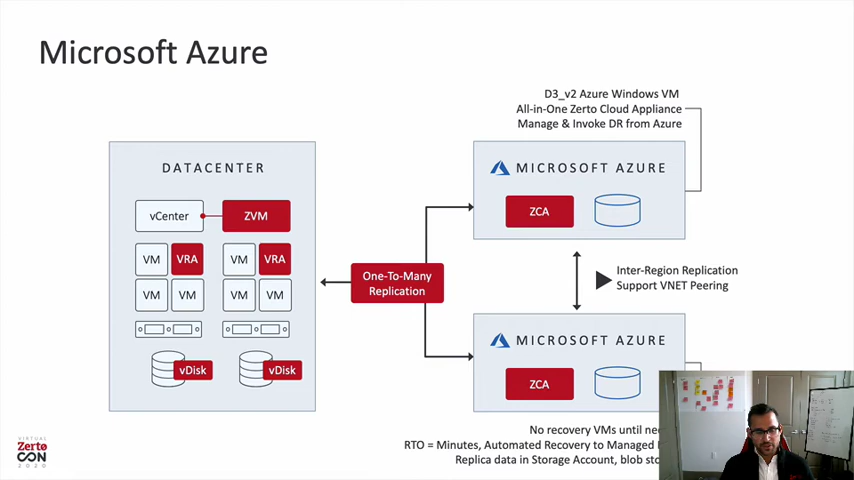 Microsoft Azure
D3_v2 Azure Windows VM
All-in-One Zerto Cloud Appliance
Manage & Invoke DR from Azure
DATACENTER
vCenter
ZVM
VM
VRA
VM
VRA
VM
VM
VM
VM
vDisk
vDisk
One-To-Many
Replication
MICROSOFT AZURE
ZCA
Inter-Region Replication
Support VNET Peering
MICROSOFT AZURE
ZCA
No recovery VMs until
RTO = Minutes, Automated Recovery to Managed
Replica data in Storage Account, blob
VIRTUAL
Zerto
CON
2020